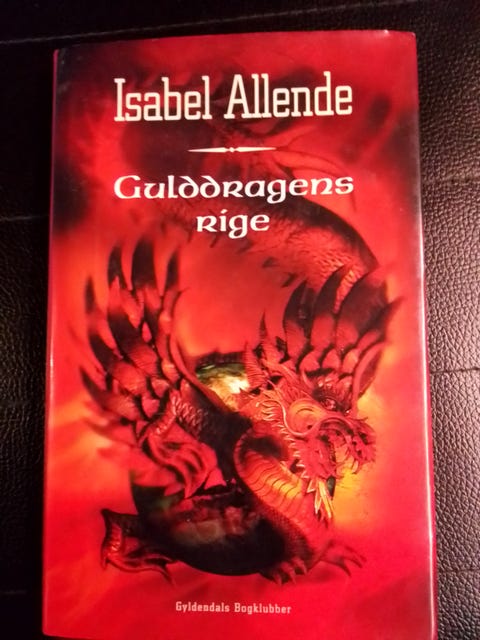 Isabel Allende
Gulddragens
rige
Gyldendals Bogklubber